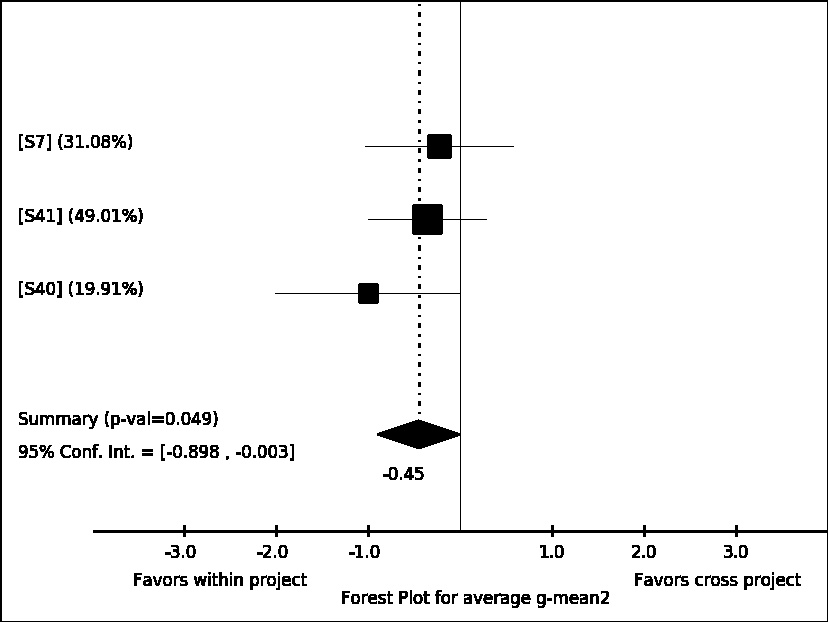 [S7] (31.08%)
[S41] (49.01%)
[S40] (19.91%)
Summary (p-val=0.049)
95% Conf. Int. = [-0.898 , -0.003]
-0.45
-3.0 -2.0 -1.0 1.0 2.0 3.0
Favors within project Favors cross project
Forest Plot for average g-mean2